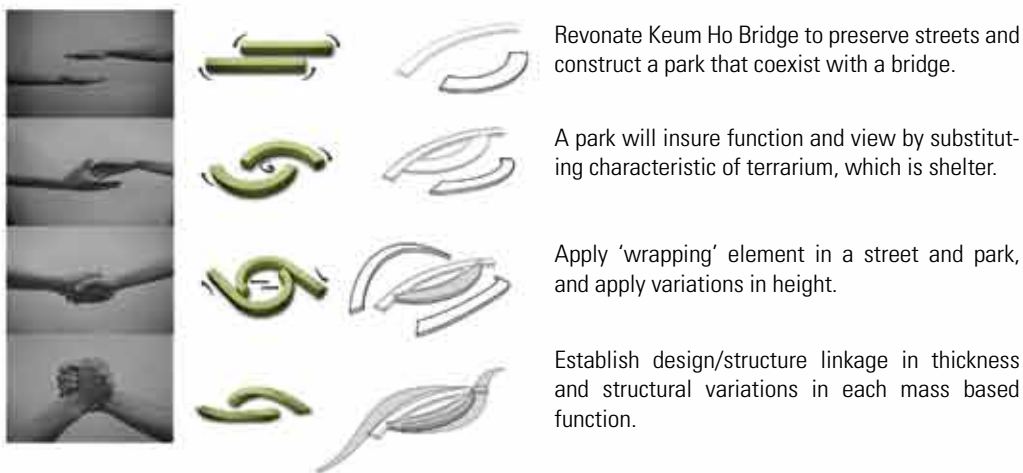 Revonate Keum Ho Bridge to preserve streets and
construct a park that coexist with a bridge.
A park will insure function and view by substitut-
ing characteristic of terrarium, which is shelter.
Apply ‘wrapping’ element in a street and park,
and apply variations in height.
Establish design/structure linkage in thickness
and structural variations in each mass based
function.